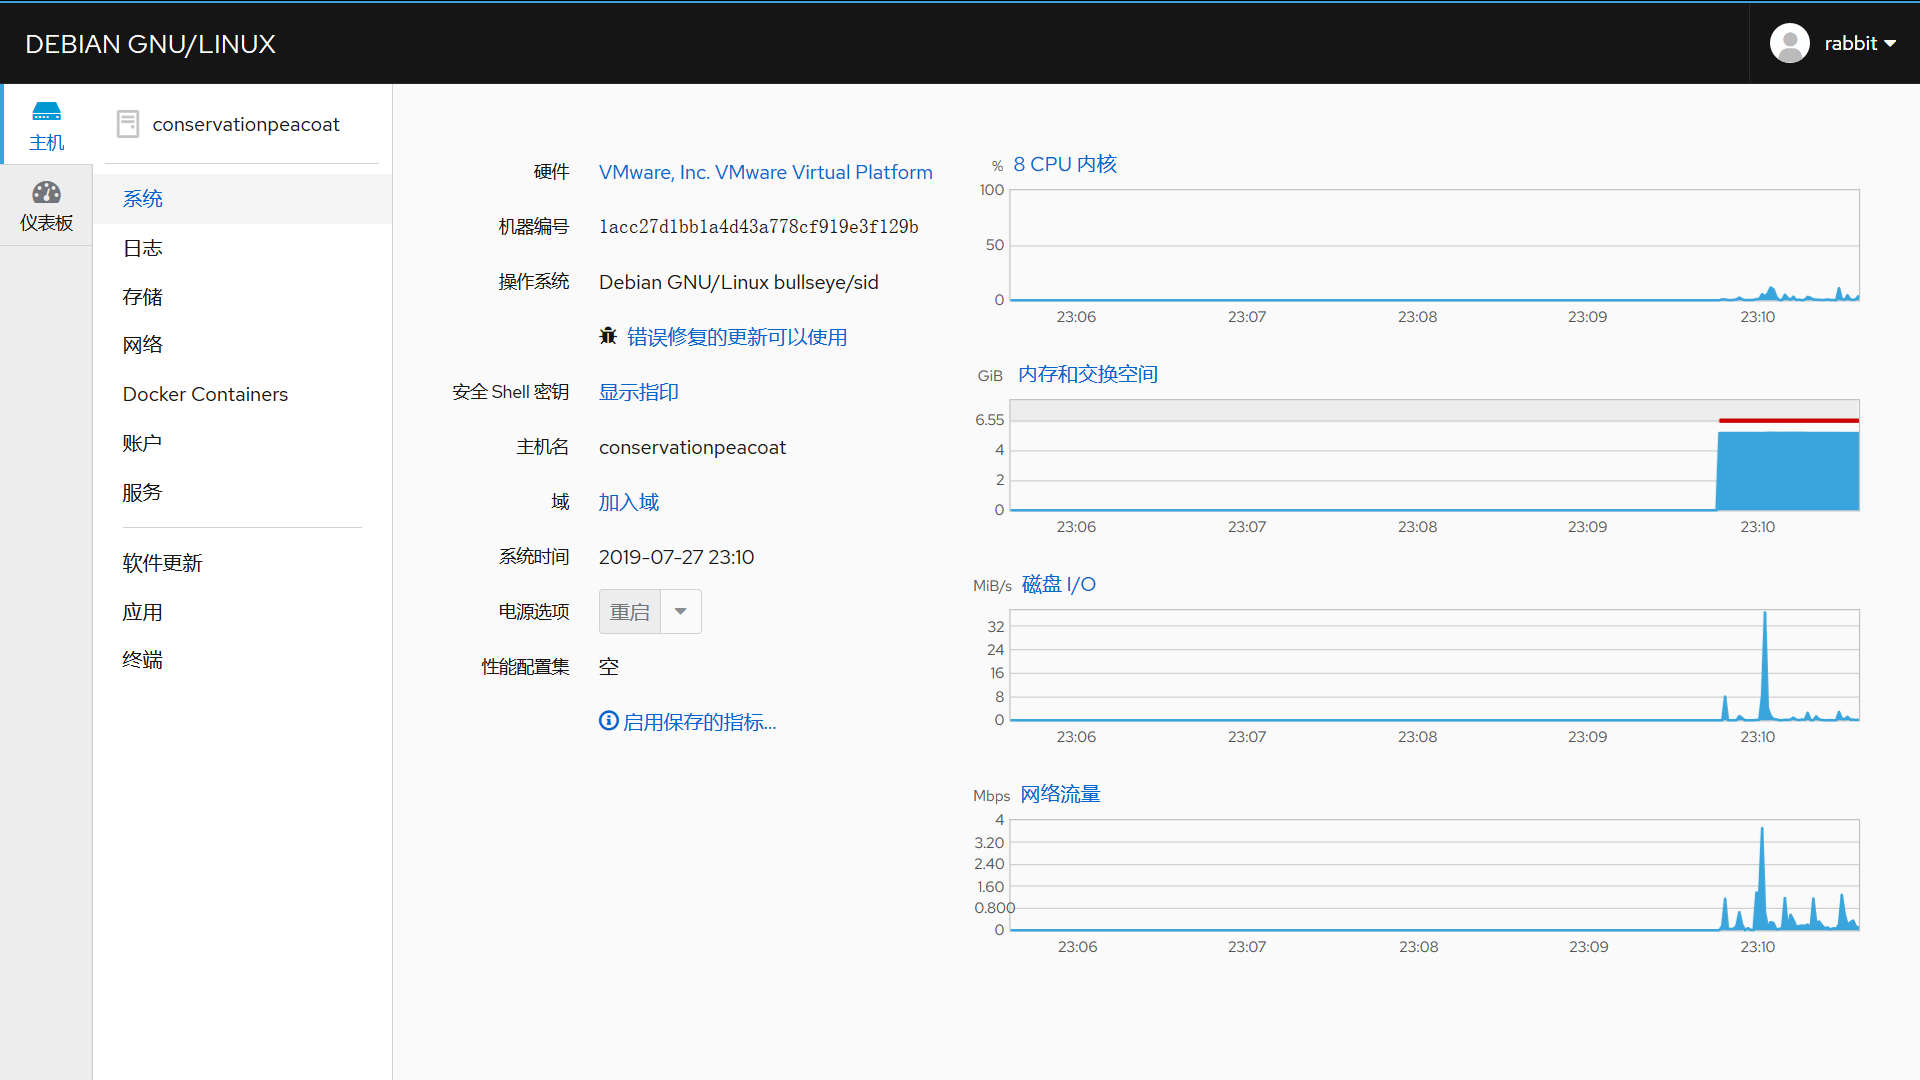 DEBIAN GNU/LINUX
rabbit
主机
仪表板
conservationpeacoat
系统
日志
存储
网络
Docker Containers
账户
服务
软件更新
应用
终端
硬件 VMware, Inc. VMware Virtual Platform
机器编号 1acc27d1bb1a4d43a778cf919e3f129b
操作系统 Debian GNU/Linux bullseye/sid
错误修复的更新可以使用
安全 Shell 密钥 显示指印
主机名 conservationpeacoat
域 加入域
系统时间 2019-07-27 23:10
电源选项 重启
性能配置集 空
启用保存的指标...
% 8 CPU 内核
100
50
0
23:06 23:07 23:08 23:09 23:10
GiB 内存和交换空间
6.55
4
2
0
23:06 23:07 23:08 23:09 23:10
MiB/s 磁盘 I/O
32
24
16
8
0
23:06 23:07 23:08 23:09 23:10
Mbps 网络流量
4
3.20
2.40
1.60
0.800
0
23:06 23:07 23:08 23:09 23:10